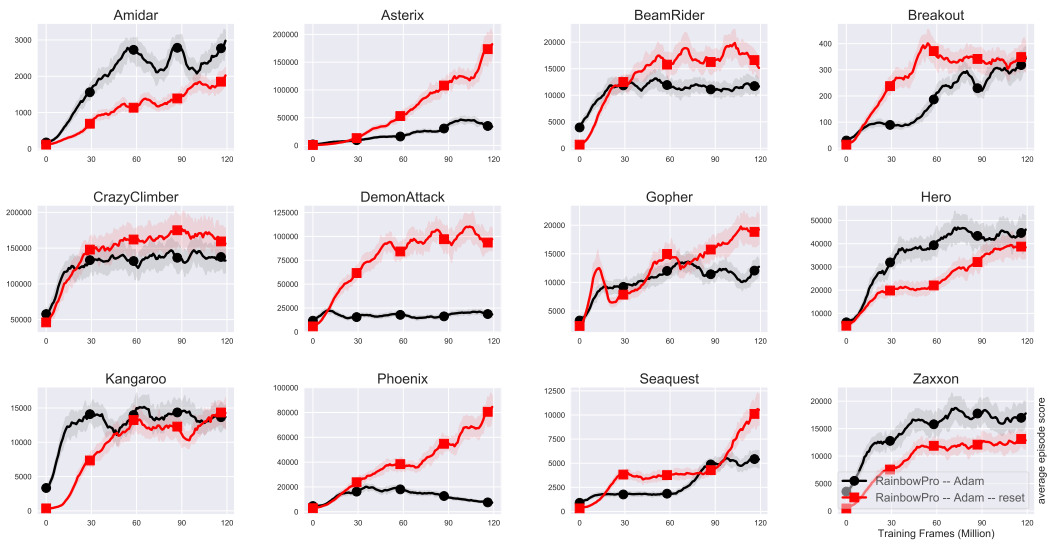 Amidar Asterix BeamRider Breakout
3000 200000 20000 400
2000 150000 15000 300
1000 100000 10000 200
0 50000 5000 100
0 0 0
0 30 60 90 120 0 30 60 90 120 0 30 60 90 120 0 30 60 90 120
CrazyClimber DemonAttack Gopher Hero
200000 125000 20000 50000
150000 100000 15000 40000
100000 75000 10000 30000
50000 50000 5000 20000
25000 10000
0
0 30 60 90 120 0 30 60 90 120 0 30 60 90 120 0 30 60 90 120
Kangaroo Phoenix Seaquest Zaxxon
15000 100000 12500 20000
10000 80000 10000 15000
5000 60000 7500 10000
0 40000 5000 5000
20000 2500 0
0 0
RainbowPro -- Adam
RainbowPro -- Adam -- reset
0 30 60 90 120 0 30 60 90 120 0 30 60 90 120 0 30 60 90 120
Training Frames (Million)
average episode score